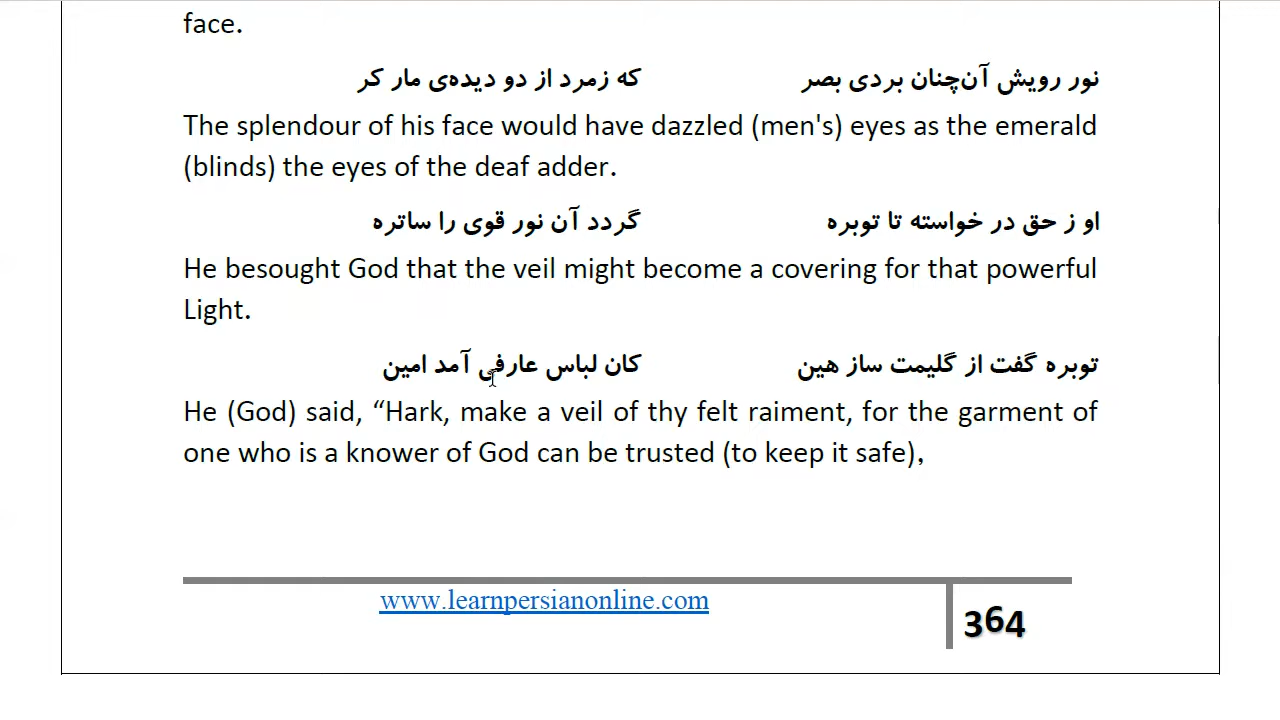 face.
نور رویش آن‌چنان بردی بصر که زمرد از دو دیده‌ی مار کر
The splendour of his face would have dazzled (men's) eyes as the emerald
(blinds) the eyes of the deaf adder.
او ز حق در خواسته تا توبره گردد آن نور قوی را ساتره
He besought God that the veil might become a covering for that powerful
Light.
توبره گفت از گلیمت ساز هین کان لباس عارفی آمد امین
He (God) said, “Hark, make a veil of thy felt raiment, for the garment of
one who is a knower of God can be trusted (to keep it safe),
www.learnpersianonline.com
364